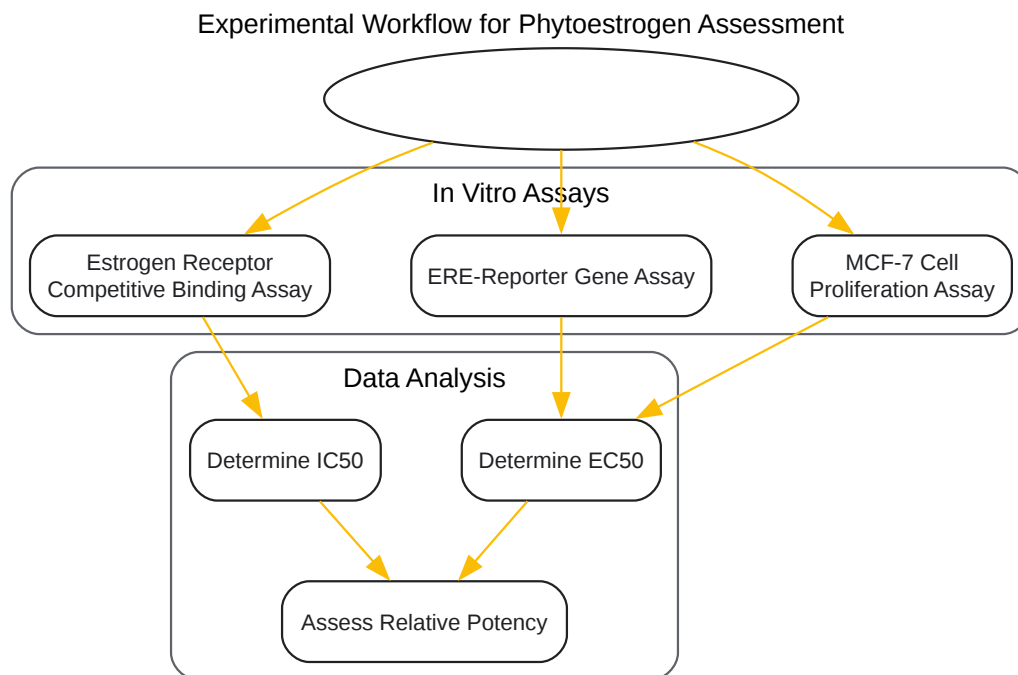 Experimental Workflow for Phytoestrogen Assessment
In Vitro Assays
Estrogen Receptor
Competitive Binding Assay
ERE-Reporter Gene Assay
MCF-7 Cell
Proliferation Assay
Data Analysis
Determine IC50
Determine EC50
Assess Relative Potency